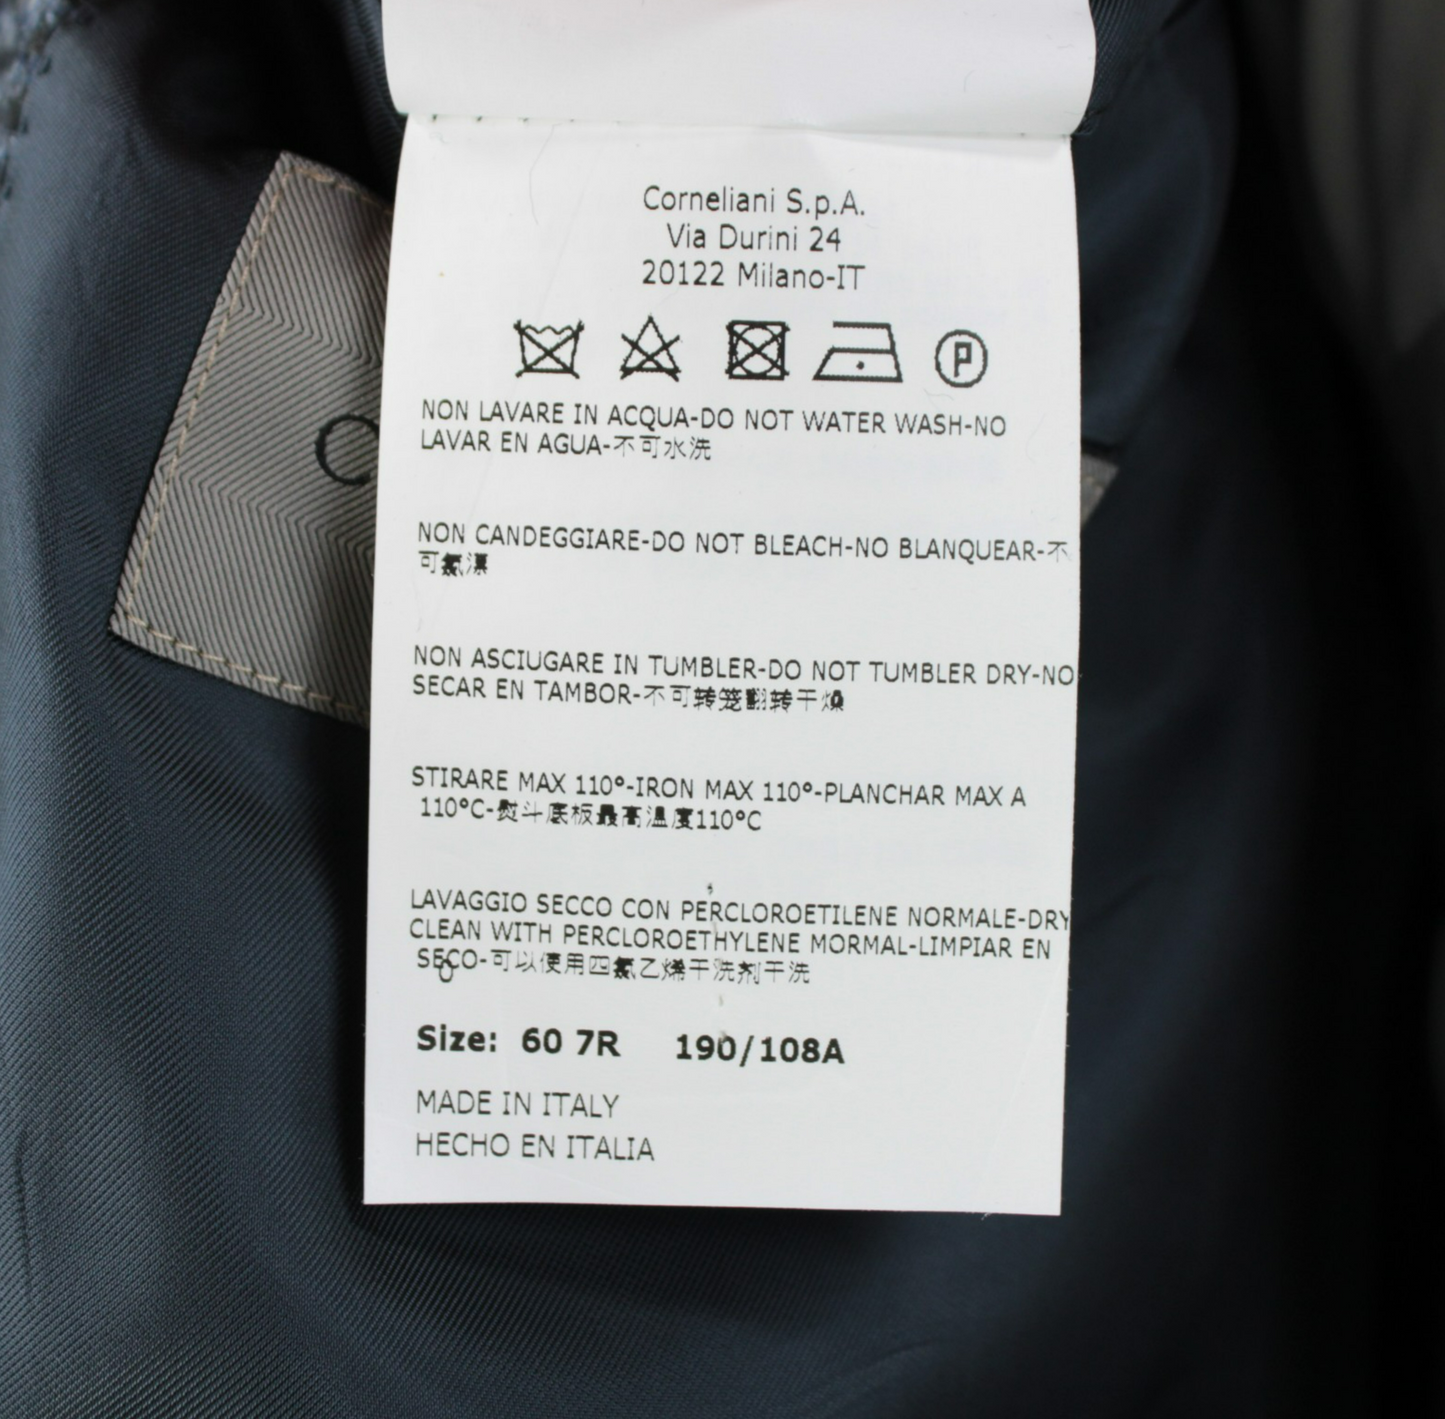 Corneliani S.p.A.
Via Durini 24
20122 Milano-IT
P
NON LAVARE IN ACQUA-DO NOT WATER WASH-NO
LAVAR EN AGUA-不可水洗
NON CANDEGGIARE-DO NOT BLEACH-NO BLANQUEAR-不
可氯漂
NON ASCIUGARE IN TUMBLER-DO NOT TUMBLER DRY-NO
SECAR EN TAMBOR-不可转笼翻转干燥
STIRARE MAX 110°-IRON MAX 110°-PLANCHAR MAX A
110°C-熨斗底板最高温度110°C
LAVAGGIO SECCO CON PERCLOROETILENE NORMALE-DRY
CLEAN WITH PERCLOROETHYLENE MORMAL-LIMPIAR EN
SECO-可以使用四氯乙烯干洗剂干洗
Size: 60 7R 190/108A
MADE IN ITALY
HECHO EN ITALIA